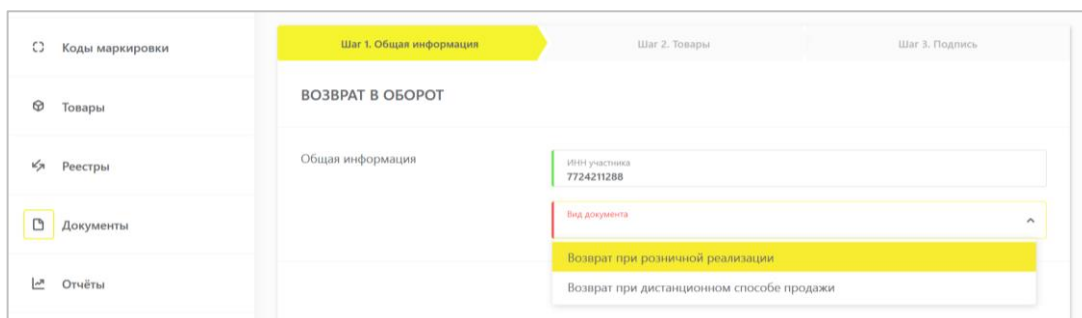 Коды маркировки
Товары
Реестры
Документы
Отчёты
Шаг 1. Общая информация
Шаг 2. Товары
Шаг 3. Подпись
ВОЗВРАТ В ОБОРОТ
Общая информация
ИНН участника
7724211288
Вид документа
Возврат при розничной реализации
Возврат при дистанционном способе продажи